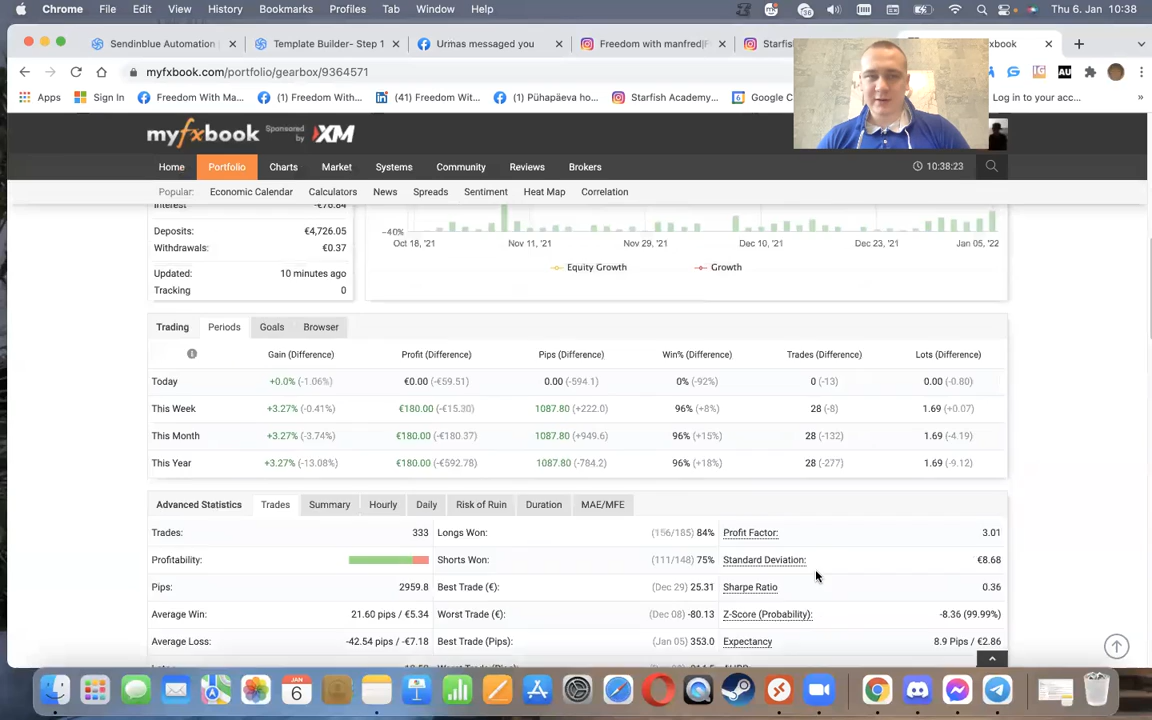 Chrome File Edit View History Bookmarks Profiles Tab Window Help Thu 6. Jan 10:38
Sendinblue Automation Template Builder- Step 1 Urmas messaged you Freedom with manfred|F Starfis xbook
myfxbook.com/portfolio/gearbox/9364571
Apps Sign In Freedom With Ma... (1) Freedom With... (41) Freedom Wit... (1) Pühapäeva ho... Starfish Academy... Google C Log in to your acc... »
myfxbook Sponsored by XM
Home Portfolio Charts Market Systems Community Reviews Brokers 10:38:23
Popular: Economic Calendar Calculators News Spreads Sentiment Heat Map Correlation
Interest -€76.84
Deposits: €4,726.05
Withdrawals: €0.37
Updated: 10 minutes ago
Tracking 0
-40%
Oct 18, '21 Nov 11, '21 Nov 29, '21 Dec 10, '21 Dec 23, '21 Jan 05, '22
Equity Growth Growth
Trading Periods Goals Browser
Gain (Difference) Profit (Difference) Pips (Difference) Win% (Difference) Trades (Difference) Lots (Difference)
Today +0.0% (-1.06%) €0.00 (-€59.51) 0.00 (-594.1) 0% (-92%) 0 (-13) 0.00 (-0.80)
This Week +3.27% (-0.41%) €180.00 (-€15.30) 1087.80 (+222.0) 96% (+8%) 28 (-8) 1.69 (+0.07)
This Month +3.27% (-3.74%) €180.00 (-€180.37) 1087.80 (+949.6) 96% (+15%) 28 (-132) 1.69 (-4.19)
This Year +3.27% (-13.08%) €180.00 (-€592.78) 1087.80 (-784.2) 96% (+18%) 28 (-277) 1.69 (-9.12)
Advanced Statistics Trades Summary Hourly Daily Risk of Ruin Duration MAE/MFE
Trades: 333 Longs Won: (156/185) 84% Profit Factor: 3.01
Profitability: Shorts Won: (111/148) 75% Standard Deviation: €8.68
Pips: 2959.8 Best Trade (€): (Dec 29) 25.31 Sharpe Ratio 0.36
Average Win: 21.60 pips / €5.34 Worst Trade (€): (Dec 08) -80.13 Z-Score (Probability): -8.36 (99.99%)
Average Loss: -42.54 pips / -€7.18 Best Trade (Pips): (Jan 05) 353.0 Expectancy 8.9 Pips / €2.86
JAN
6